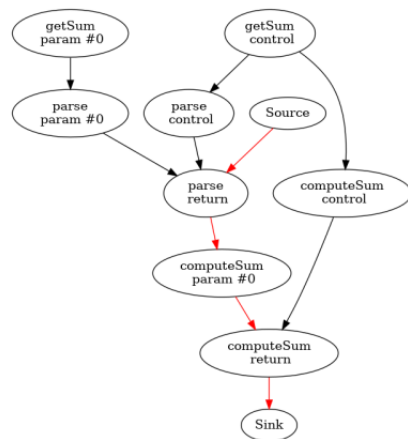 getSum
param #0
getSum
control
parse
param #0
parse
control
Source
parse
return
computeSum
control
computeSum
param #0
computeSum
return
Sink